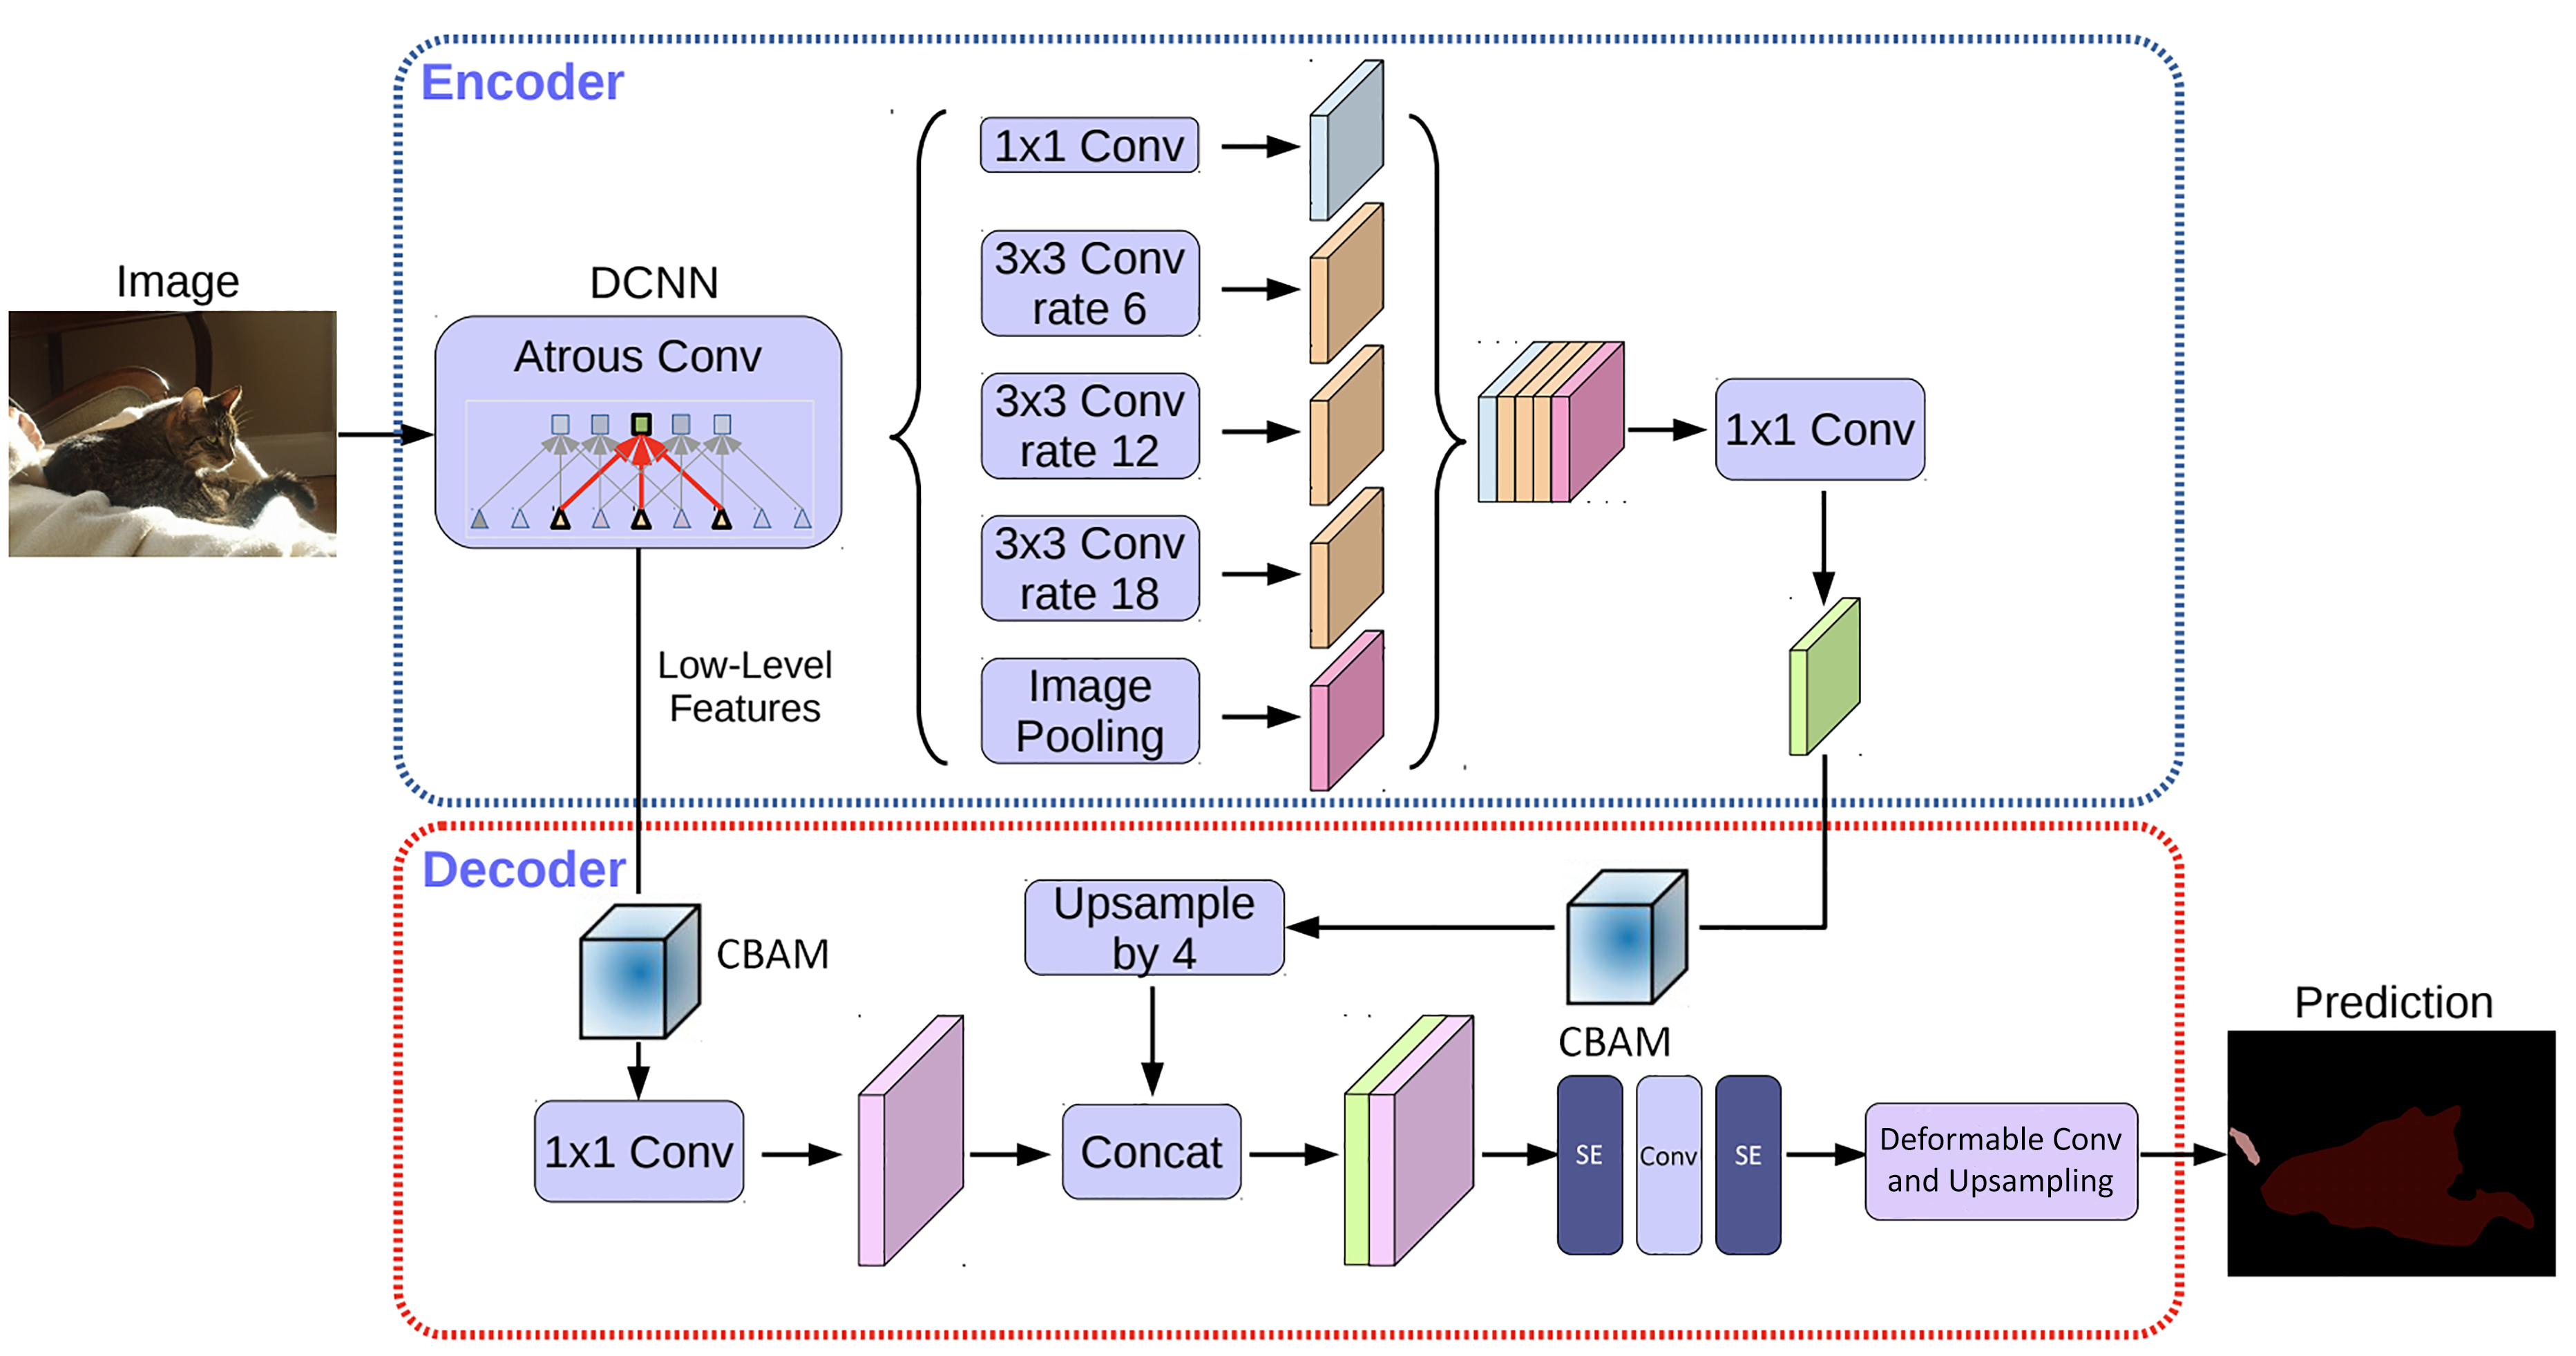 Encoder
Image
DCNN
Atrous Conv
1x1 Conv
3x3 Conv
rate 6
3x3 Conv
rate 12
3x3 Conv
rate 18
Image
Pooling
1x1 Conv
Low-Level
Features
Decoder
CBAM
Upsample
by 4
CBAM
1x1 Conv
Concat
SE
Conv
SE
Deformable Conv
and Upsampling
Prediction